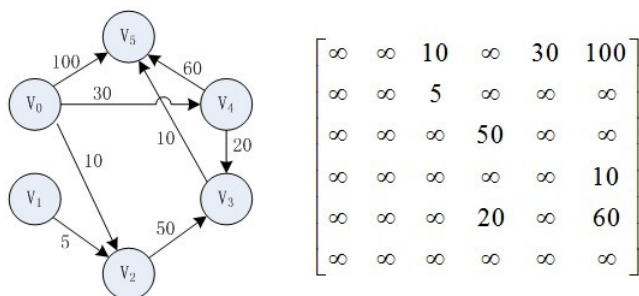 V5
100
60
V0
30
V4
10
10
20
V1
V3
5
50
V2
∞ ∞ 10 ∞ 30 100
∞ ∞ 5 ∞ ∞ ∞
∞ ∞ ∞ 50 ∞ ∞
∞ ∞ ∞ ∞ ∞ 10
∞ ∞ ∞ 20 ∞ 60
∞ ∞ ∞ ∞ ∞ ∞